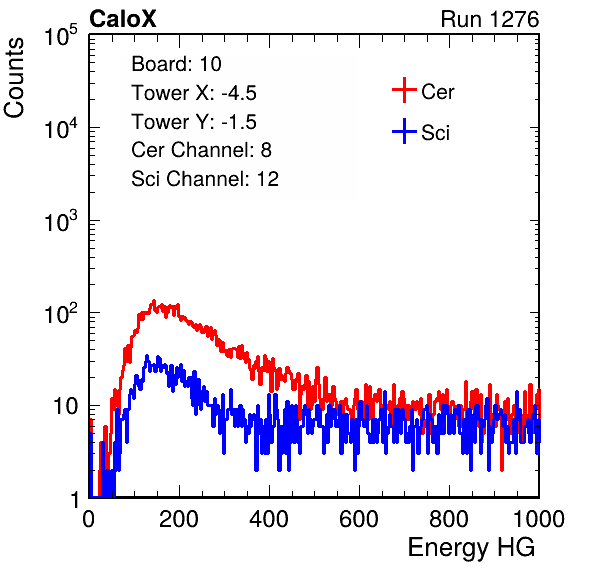 CaloX Run 1276
Counts
10^5
10^4
10^3
10^2
10
1
Board: 10
Tower X: -4.5
Tower Y: -1.5
Cer Channel: 8
Sci Channel: 12
Cer
Sci
0 200 400 600 800 1000
Energy HG